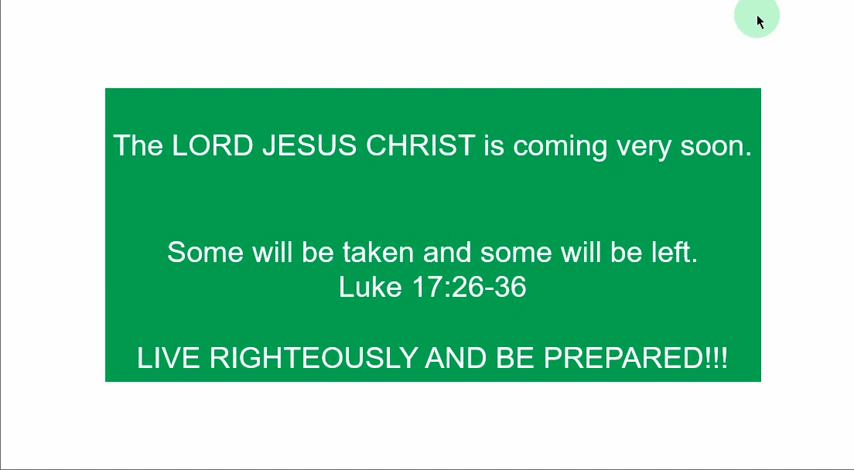 The LORD JESUS CHRIST is coming very soon.
Some will be taken and some will be left.
Luke 17:26-36
LIVE RIGHTEOUSLY AND BE PREPARED!!!